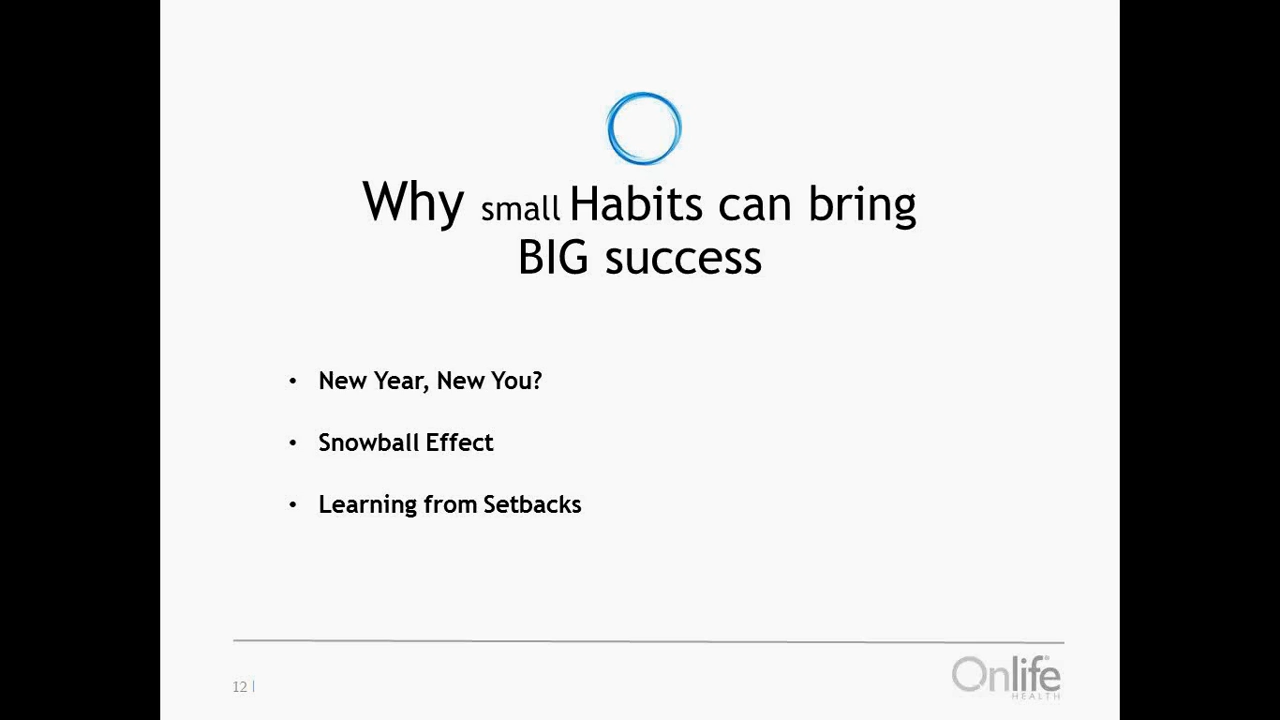 Why small Habits can bring
BIG success
• New Year, New You?
• Snowball Effect
• Learning from Setbacks
12 |
Onlife
HEALTH